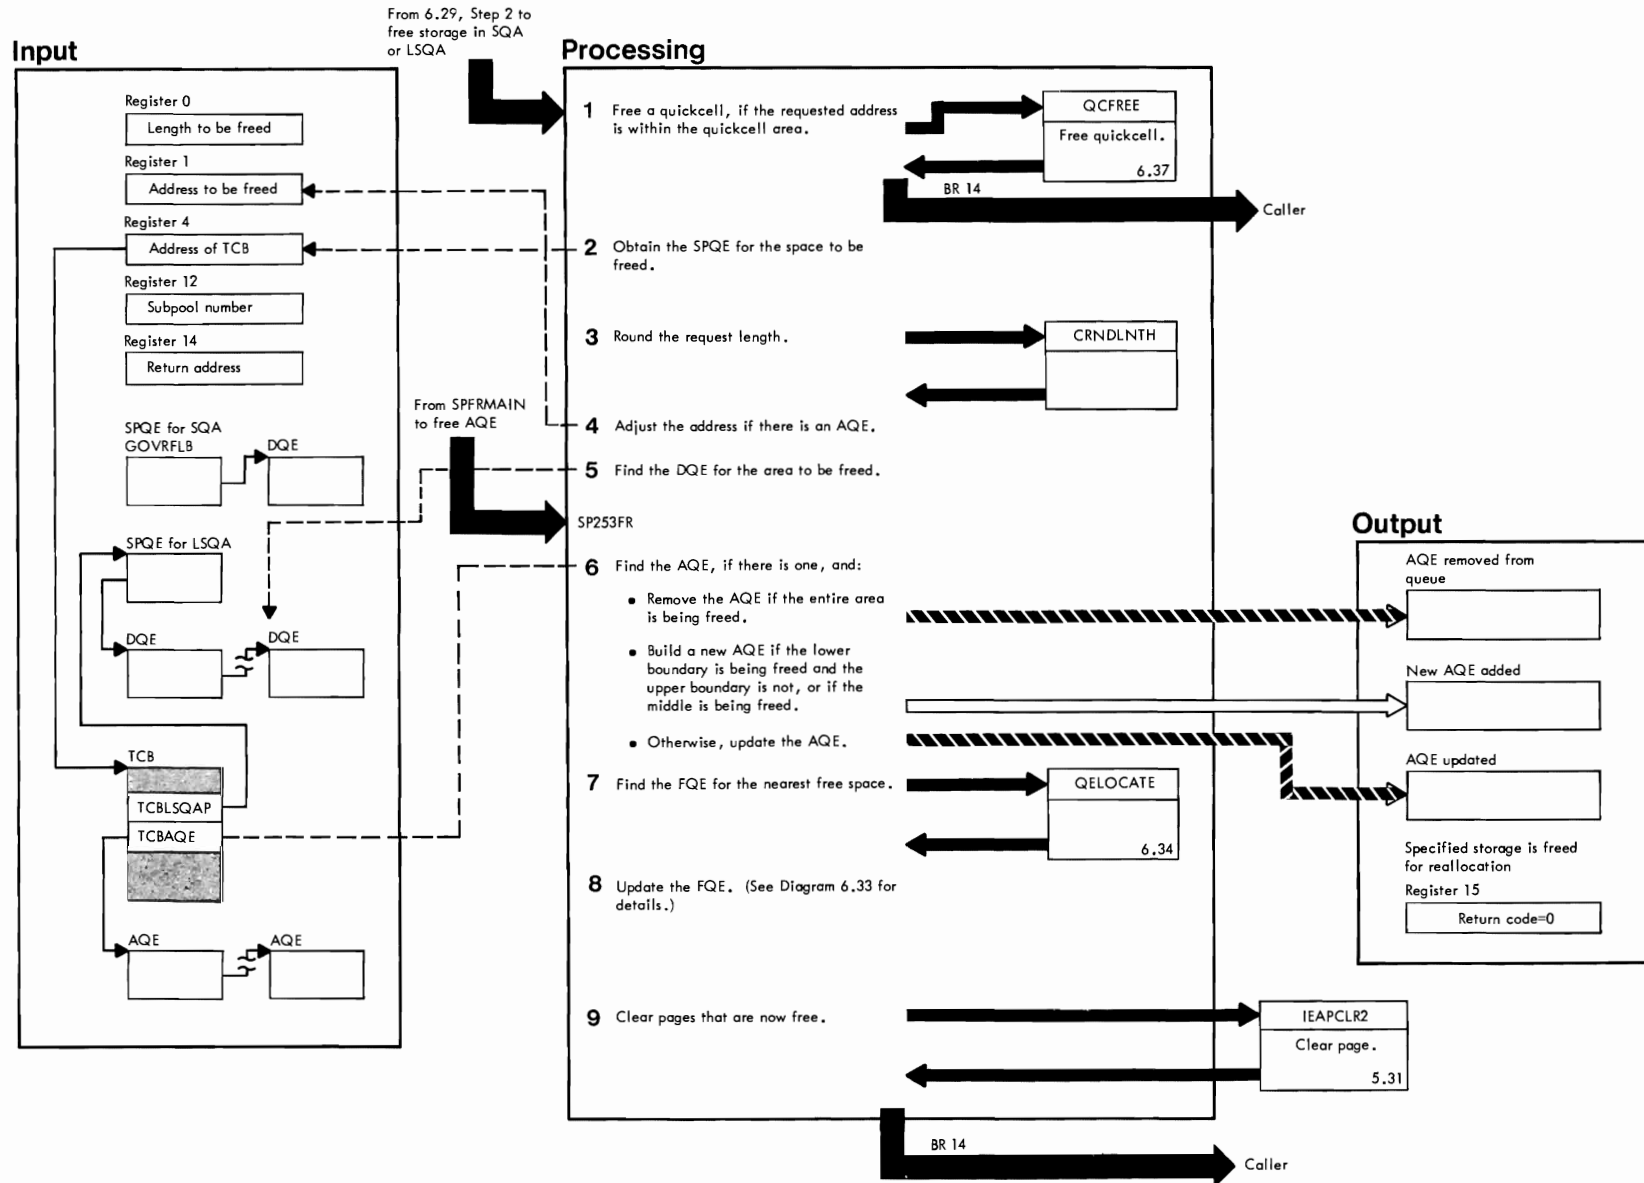 From 6.29, Step 2 to
free storage in SQA
or LSQA
Input
Register 0
Length to be freed
Register 1
Address to be freed
Register 4
Address of TCB
Register 12
Subpool number
Register 14
Return address
SPQE for SQA
GOVRFLB
DQE
SPQE for LSQA
DQE
DQE
TCB
TCBLSQAP
TCBAQE
AQE
AQE
From SPFRMAIN
to free AQE
Processing
1 Free a quickcell, if the requested address
is within the quickcell area.
QCFREE
Free quickcell.
6.37
BR 14
Caller
2 Obtain the SPQE for the space to be
freed.
3 Round the request length.
CRNDLNTH
4 Adjust the address if there is an AQE.
5 Find the DQE for the area to be freed.
SP253FR
6 Find the AQE, if there is one, and:
• Remove the AQE if the entire area
is being freed.
• Build a new AQE if the lower
boundary is being freed and the
upper boundary is not, or if the
middle is being freed.
• Otherwise, update the AQE.
7 Find the FQE for the nearest free space.
QELOCATE
6.34
8 Update the FQE. (See Diagram 6.33 for
details.)
9 Clear pages that are now free.
IEAPCLR2
Clear page.
5.31
BR 14
Caller
Output
AQE removed from
queue
New AQE added
AQE updated
Specified storage is freed
for reallocation
Register 15
Return code=0